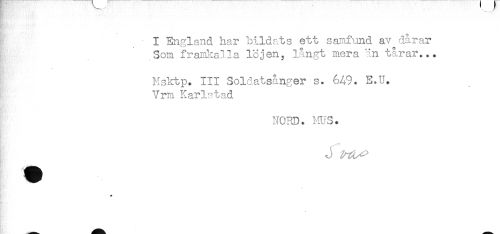 I England har bildats ett samfund av dårar
Som framkalla löjen, långt mera än tårar...
Msktp. III Soldatsånger s. 649. E.U.
Vrm Karlstad
NORD. MUS.
Svas